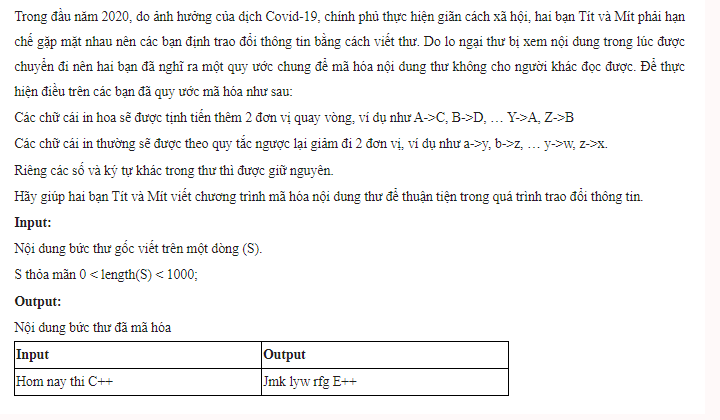 Trong đầu năm 2020, do ảnh hưởng của dịch Covid-19, chính phủ thực hiện giãn cách xã hội, hai bạn Tít và Mít phải hạn
chế gặp mặt nhau nên các bạn định trao đổi thông tin bằng cách viết thư. Do lo ngại thư bị xem nội dung trong lúc được
chuyển đi nên hai bạn đã nghĩ ra một quy ước chung để mã hóa nội dung thư không cho người khác đọc được. Để thực
hiện điều trên các bạn đã quy ước mã hóa như sau:
Các chữ cái in hoa sẽ được tịnh tiến thêm 2 đơn vị quay vòng, ví dụ như A->C, B->D, … Y->A, Z->B
Các chữ cái in thường sẽ được theo quy tắc ngược lại giảm đi 2 đơn vị, ví dụ như a->y, b->z, … y->w, z->x.
Riêng các số và ký tự khác trong thư thì được giữ nguyên.
Hãy giúp hai bạn Tít và Mít viết chương trình mã hóa nội dung thư để thuận tiện trong quá trình trao đổi thông tin.
Input:
Nội dung bức thư gốc viết trên một dòng (S).
S thỏa mãn 0 < length(S) < 1000;
Output:
Nội dung bức thư đã mã hóa
Input Output
Hom nay thi C++ Jmk lyw rfg E++